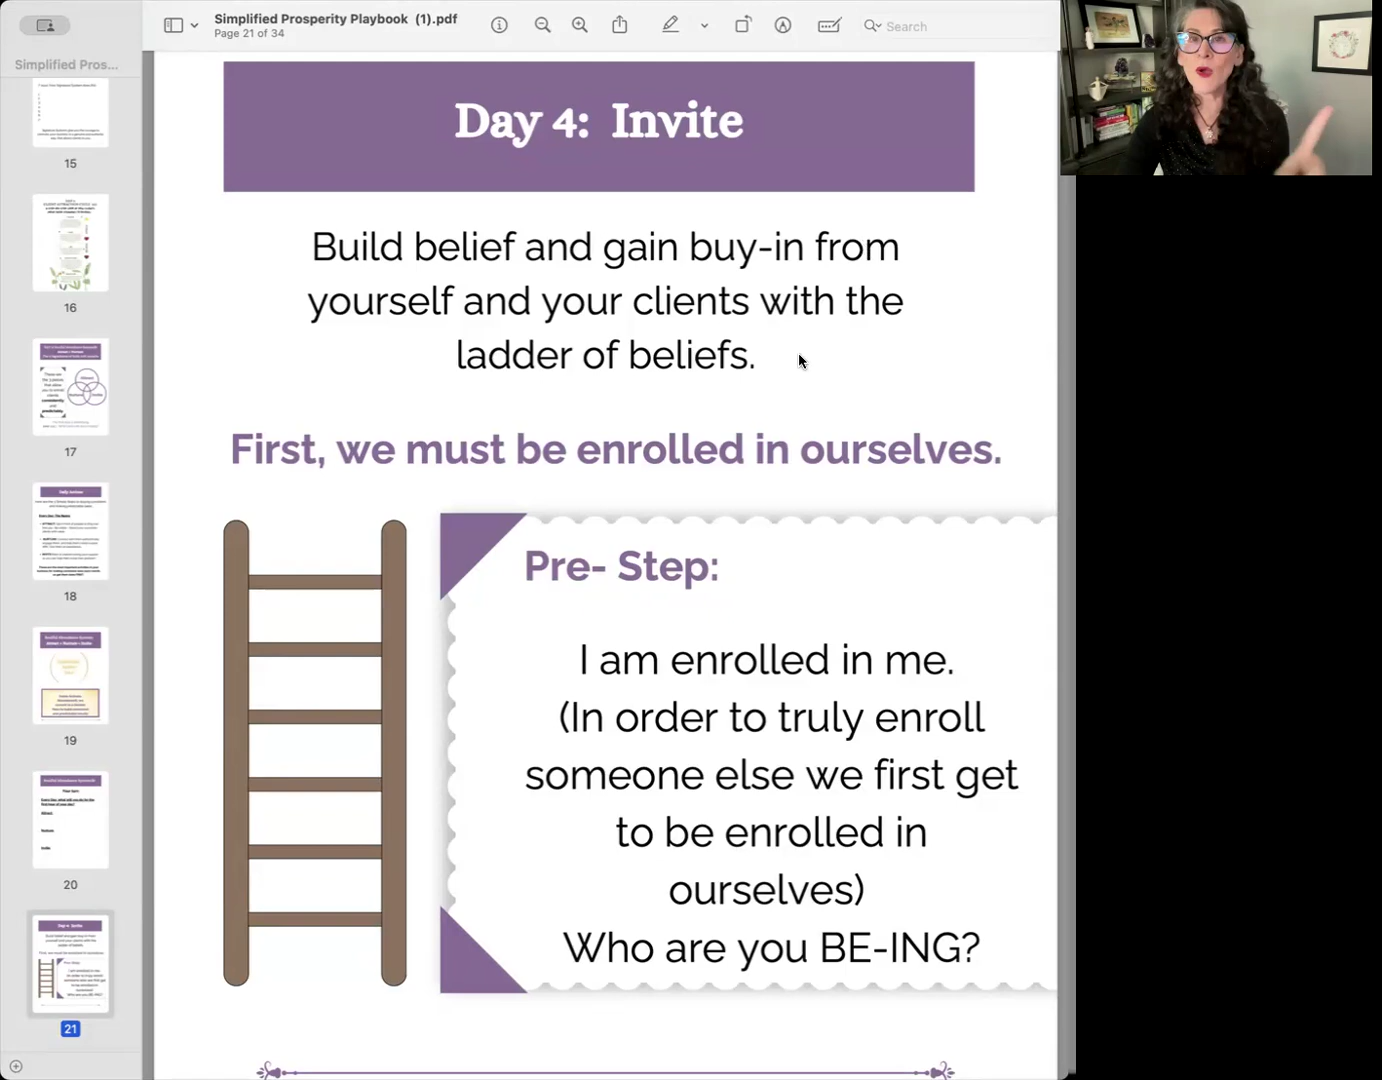 Simplified Prosperity Playbook (1).pdf
Page 21 of 34
Search
Simplified Pros...
15
16
17
18
19
20
21
Day 4: Invite
Build belief and gain buy-in from
yourself and your clients with the
ladder of beliefs.
First, we must be enrolled in ourselves.
Pre- Step:
I am enrolled in me.
(In order to truly enroll
someone else we first get
to be enrolled in
ourselves)
Who are you BE-ING?